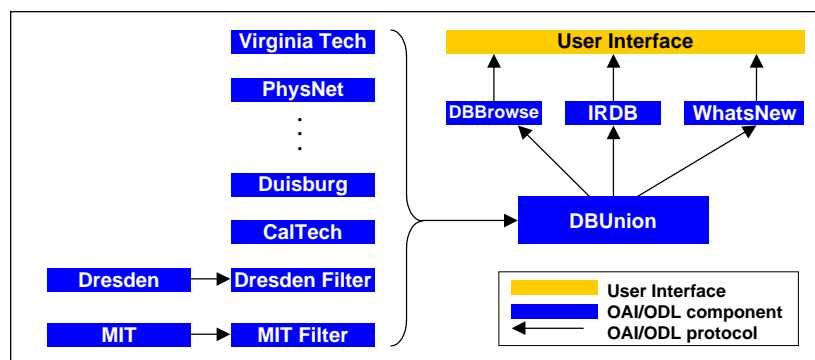 Virginia Tech
PhysNet
Duisburg
CalTech
Dresden
Dresden Filter
MIT
MIT Filter
User Interface
DBBrowse
IRDB
WhatsNew
DBUnion
User Interface
OAI/ODL component
OAI/ODL protocol